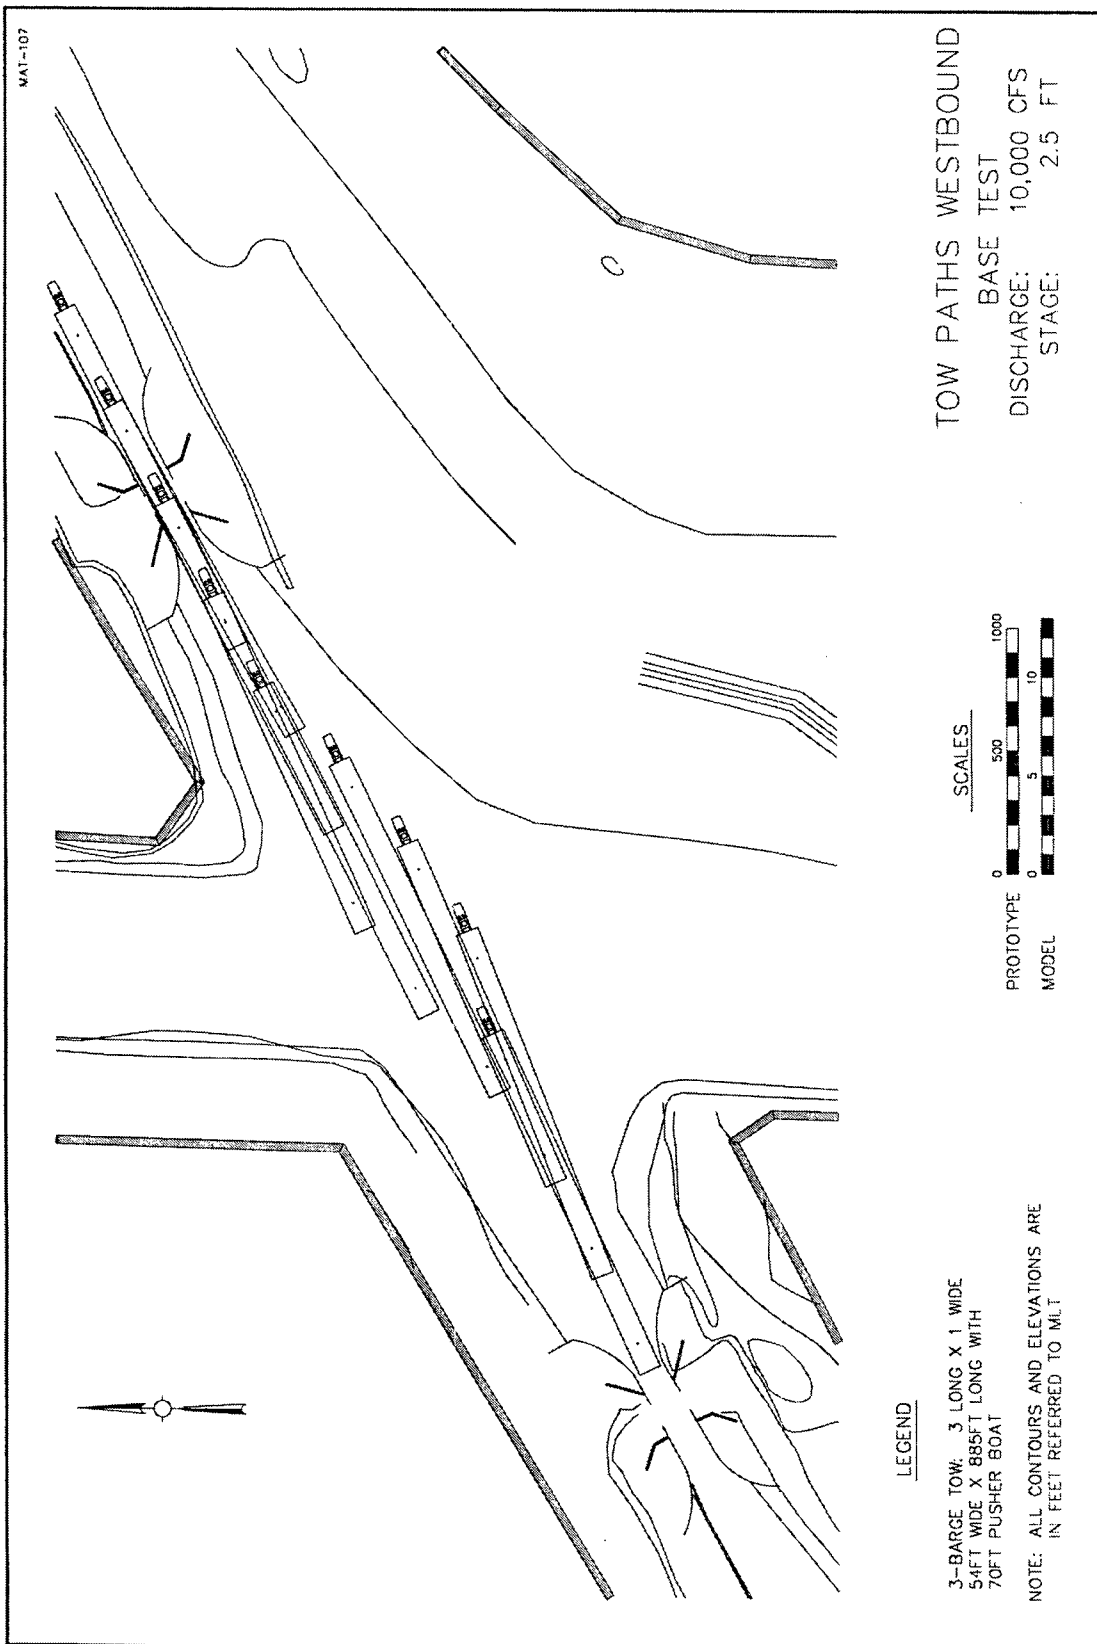 MAT-107
TOW PATHS WESTBOUND
BASE TEST
DISCHARGE: 10,000 CFS
STAGE: 2.5 FT
SCALES
PROTOTYPE 0 500 1000
MODEL 0 5 10
LEGEND
3-BARGE TOW: 3 LONG X 1 WIDE
54FT WIDE X 885FT LONG WITH
70FT PUSHER BOAT
NOTE: ALL CONTOURS AND ELEVATIONS ARE
IN FEET REFERRED TO MLT